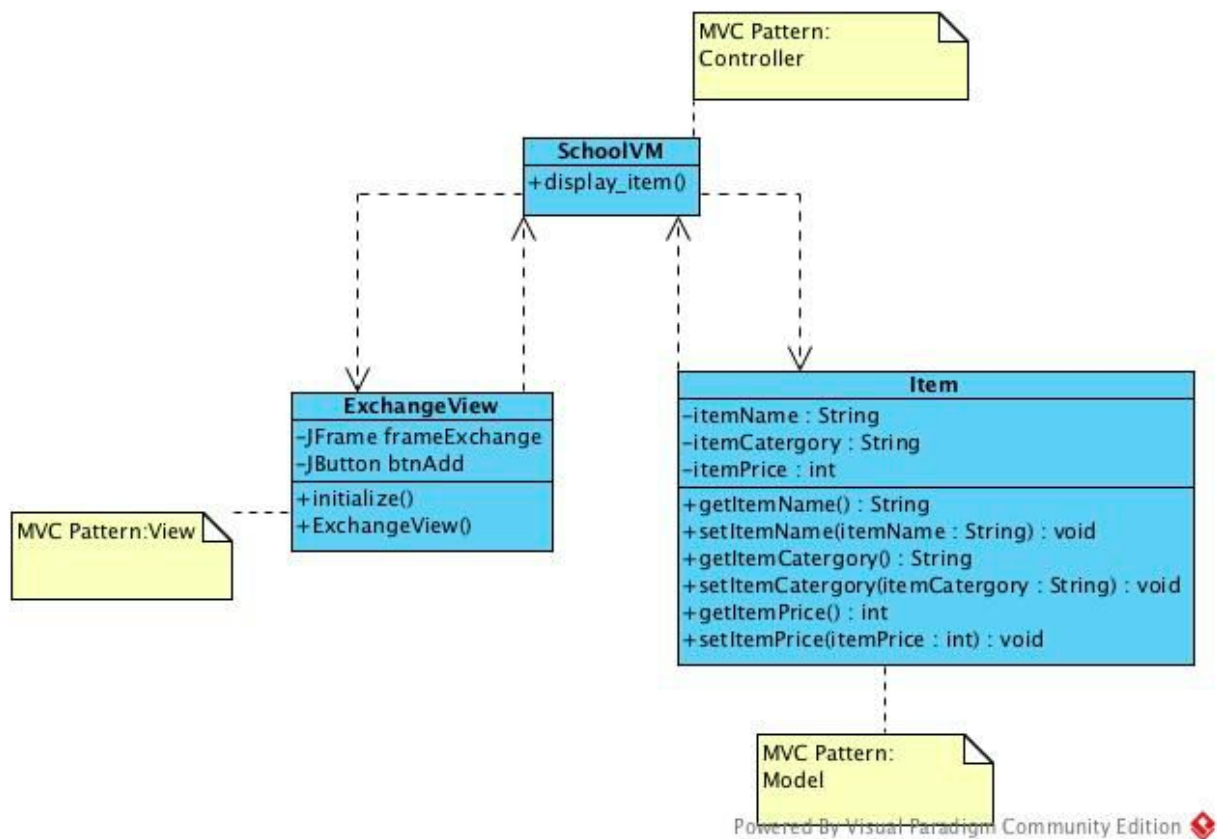 MVC Pattern:
Controller
SchoolVM
+display_item()
ExchangeView
-JFrame frameExchange
-JButton btnAdd
+initialize()
+ExchangeView()
MVC Pattern:View
Item
-itemName : String
-itemCatergory : String
-itemPrice : int
+getItemName() : String
+setItemName(itemName : String) : void
+getItemCatergory() : String
+setItemCatergory(itemCatergory : String) : void
+getItemPrice() : int
+setItemPrice(itemPrice : int) : void
MVC Pattern:
Model
Powered By Visual Paradigm Community Edition